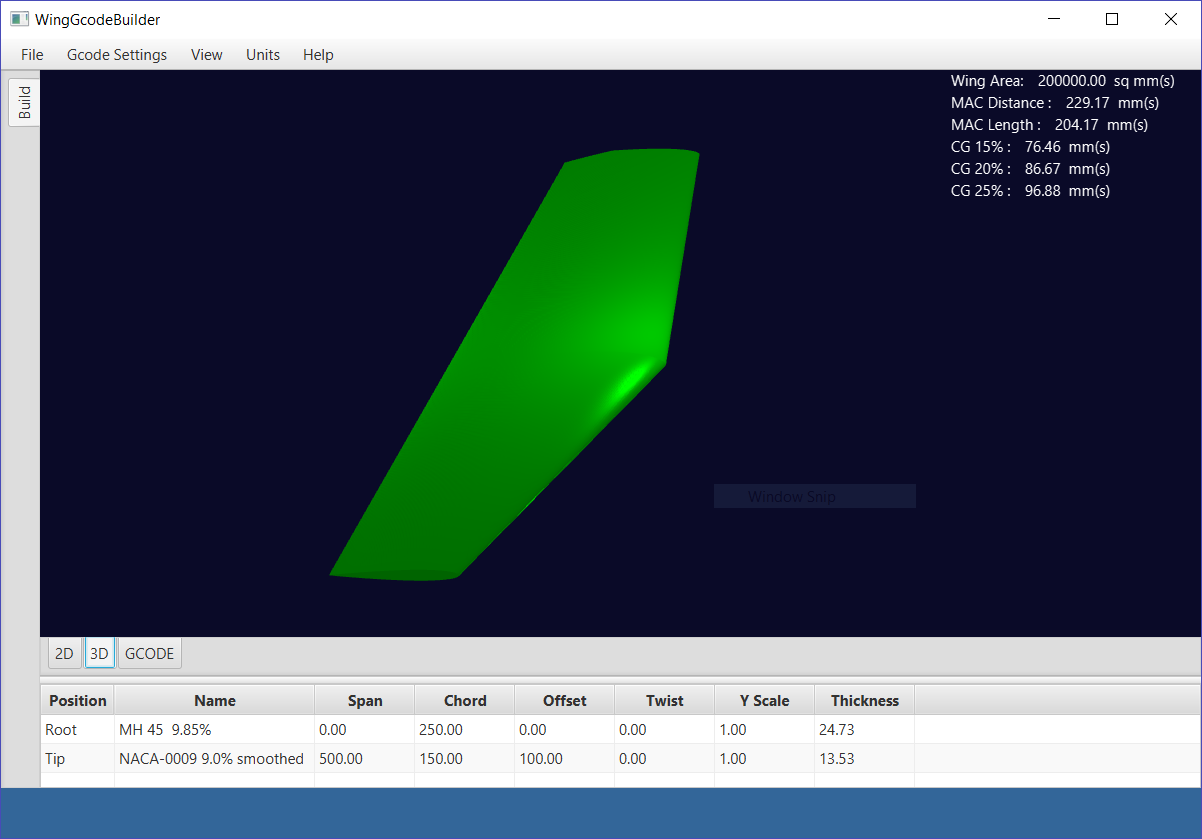 WingGcodeBuilder
File Gcode Settings View Units Help
Build
Wing Area: 200000.00 sq mm(s)
MAC Distance : 229.17 mm(s)
MAC Length : 204.17 mm(s)
CG 15% : 76.46 mm(s)
CG 20% : 86.67 mm(s)
CG 25% : 96.88 mm(s)
Window Snip
2D 3D GCODE
Position Name Span Chord Offset Twist Y Scale Thickness
Root MH 45 9.85% 0.00 250.00 0.00 0.00 1.00 24.73
Tip NACA-0009 9.0% smoothed 500.00 150.00 100.00 0.00 1.00 13.53